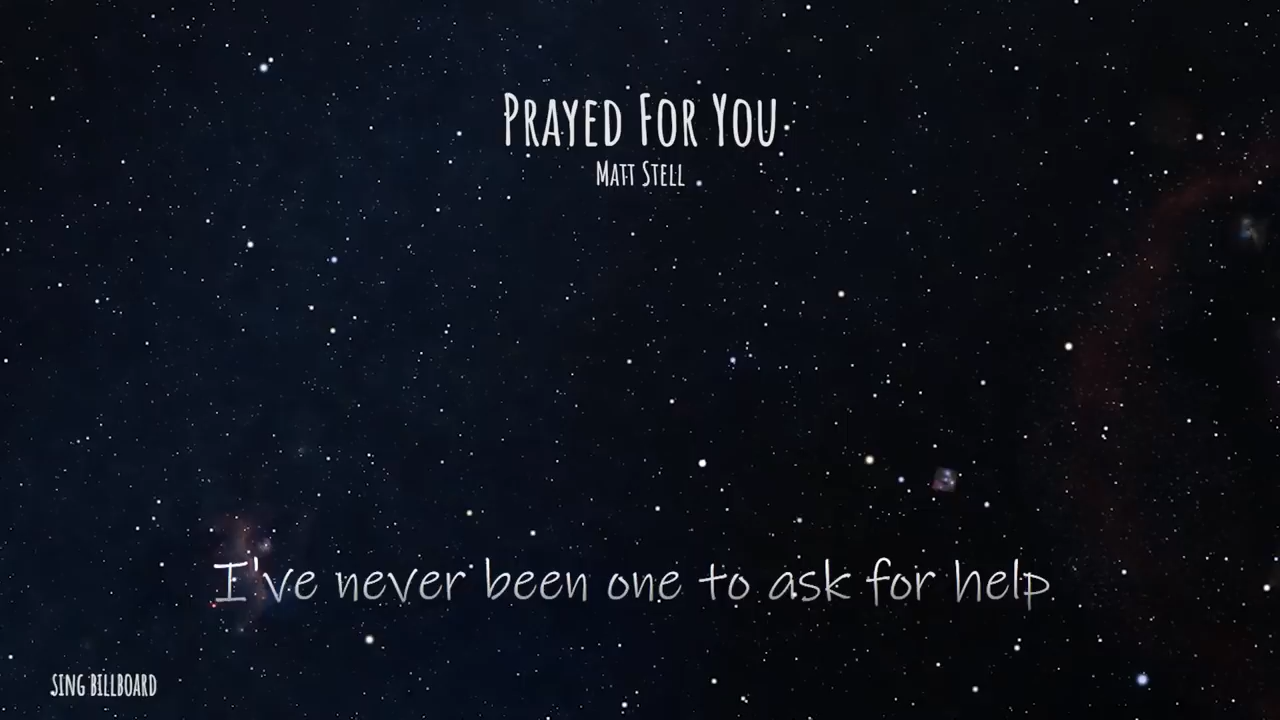 PRAYED FOR YOU
MATT STELL
I've never been one to ask for help
SING BILLBOARD